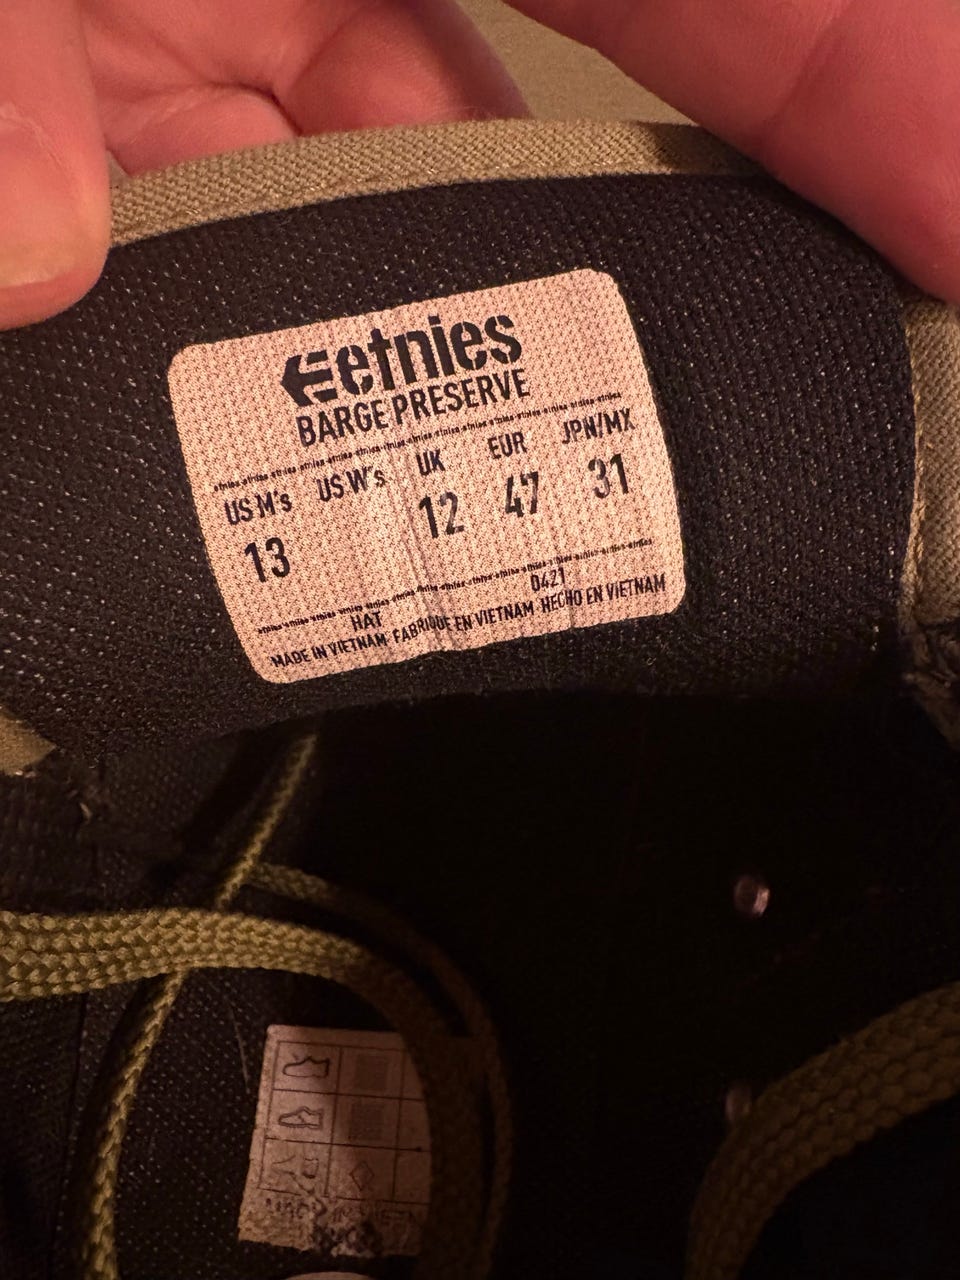 etnies
BARGE PRESERVE
US M's US W's UK EUR JPN/MX
13 12 47 31
HAT 0421
MADE IN VIETNAM FABRIQUE EN VIETNAM HECHO EN VIETNAM